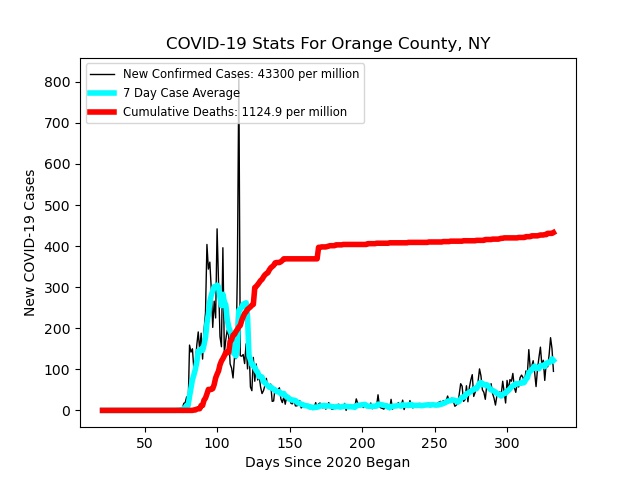 COVID-19 Stats For Orange County, NY
New Confirmed Cases: 43300 per million
7 Day Case Average
Cumulative Deaths: 1124.9 per million
New COVID-19 Cases
800
700
600
500
400
300
200
100
0
50 100 150 200 250 300
Days Since 2020 Began